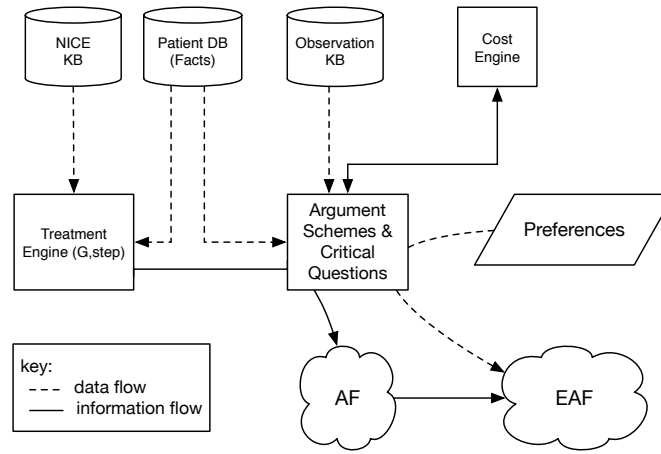 NICE
KB
Patient DB
(Facts)
Observation
KB
Cost
Engine
Treatment
Engine (G,step)
Argument
Schemes &
Critical
Questions
Preferences
key:
data flow
information flow
AF
EAF